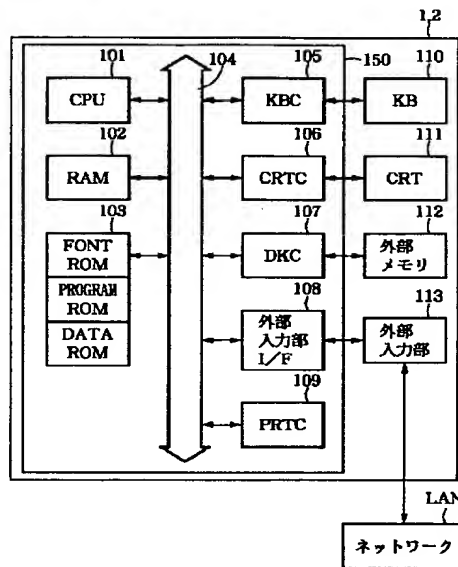 1,2
101
104
105
150
110
CPU
KBC
KB
102
106
111
RAM
CRTC
CRT
103
107
112
FONT
ROM
PROGRAM
ROM
DATA
ROM
DKC
外部
メモリ
108
113
外部
入力部
I/F
外部
入力部
109
PRTC
LAN
ネットワーク